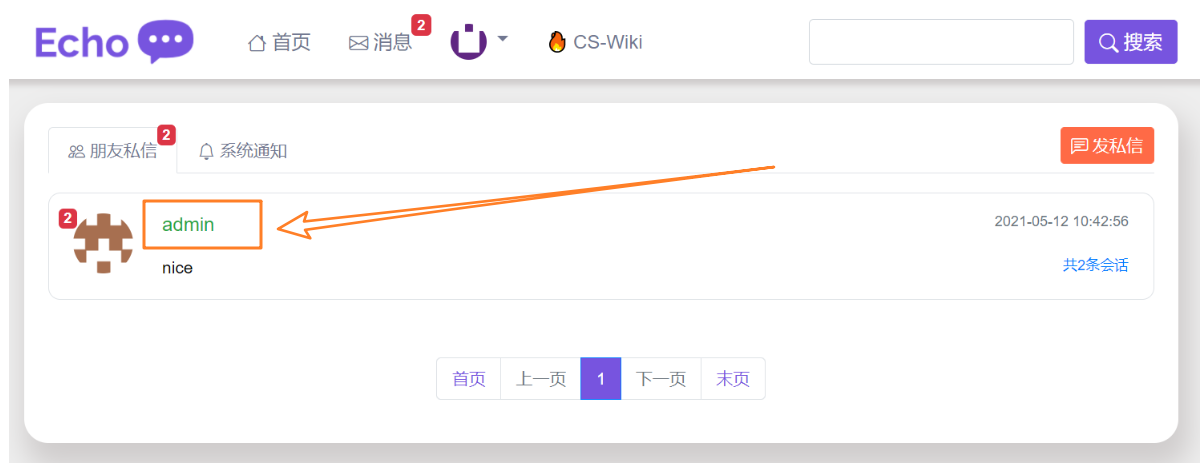 Echo 首页 消息 2 CS-Wiki 搜索
朋友私信 2 系统通知 发私信
2 admin 2021-05-12 10:42:56
nice 共2条会话
首页 上一页 1 下一页 末页